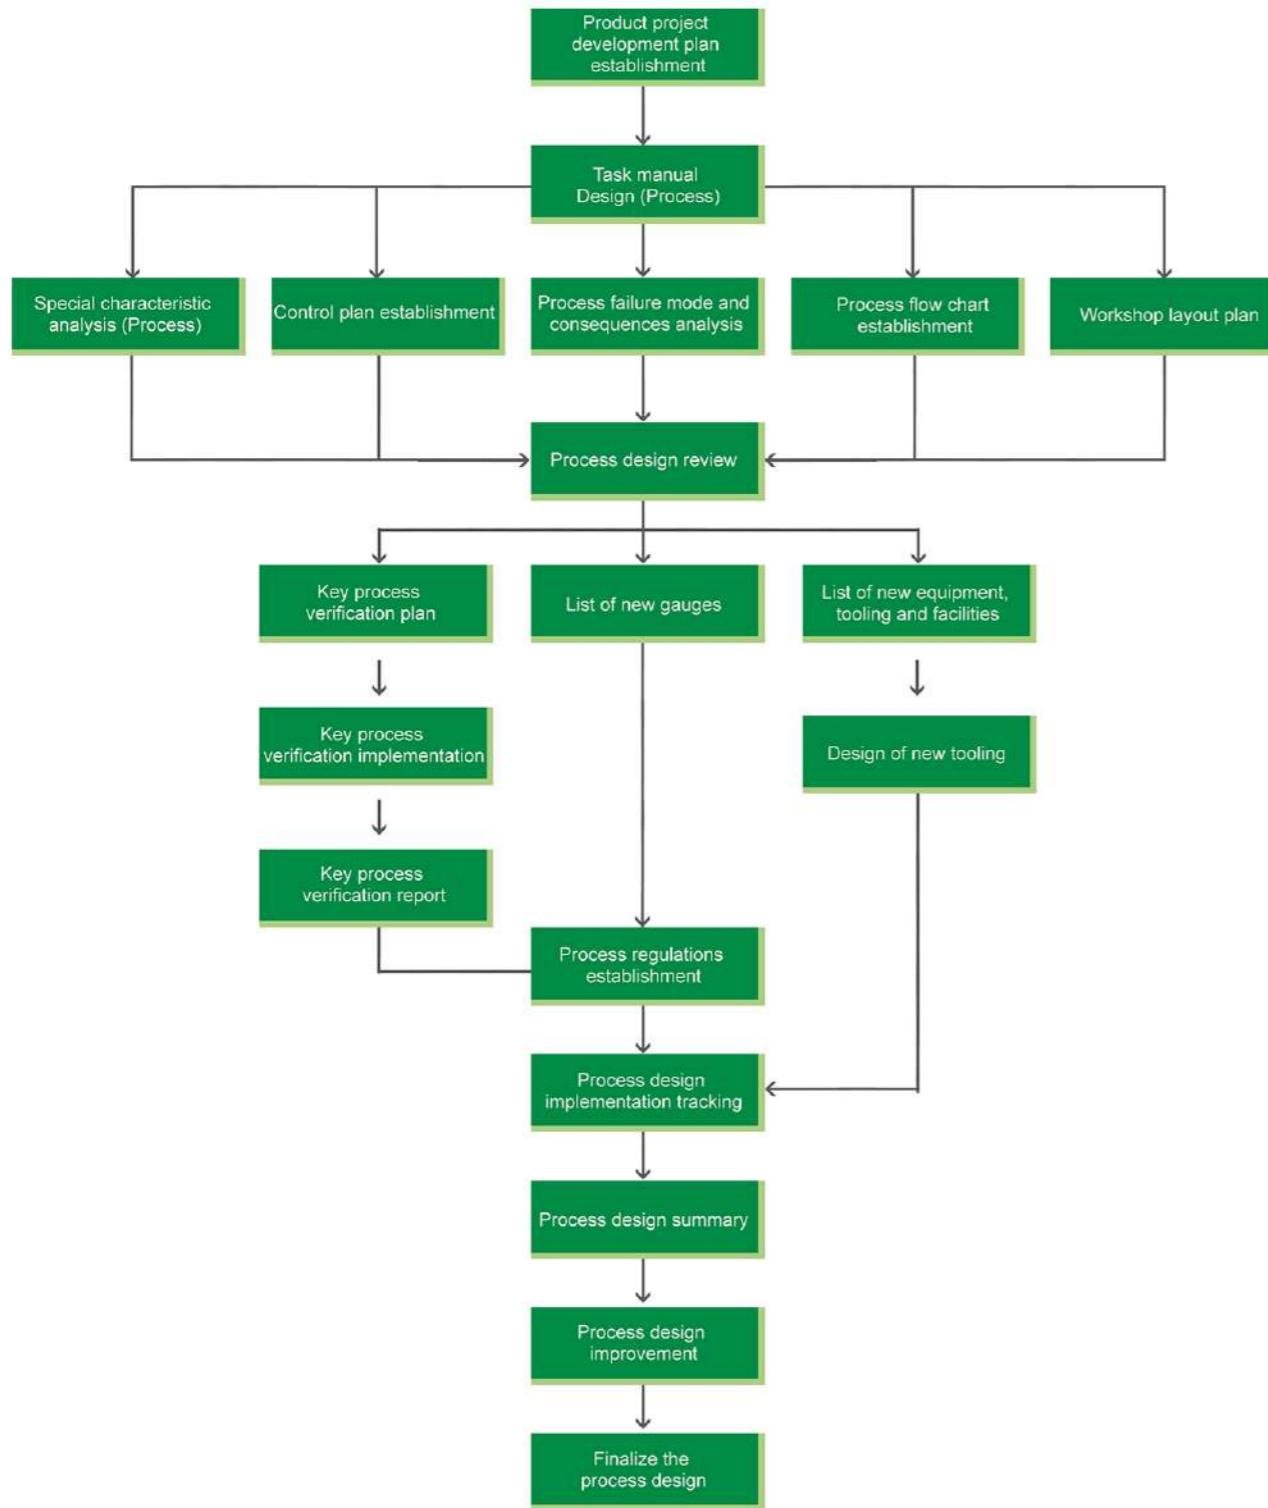 Product project
development plan
establishment
Task manual
Design (Process)
Special characteristic
analysis (Process)
Control plan establishment
Process failure mode and
consequences analysis
Process flow chart
establishment
Workshop layout plan
Process design review
Key process
verification plan
List of new gauges
List of new equipment,
tooling and facilities
Key process
verification implementation
Design of new tooling
Key process
verification report
Process regulations
establishment
Process design
implementation tracking
Process design summary
Process design
improvement
Finalize the
process design